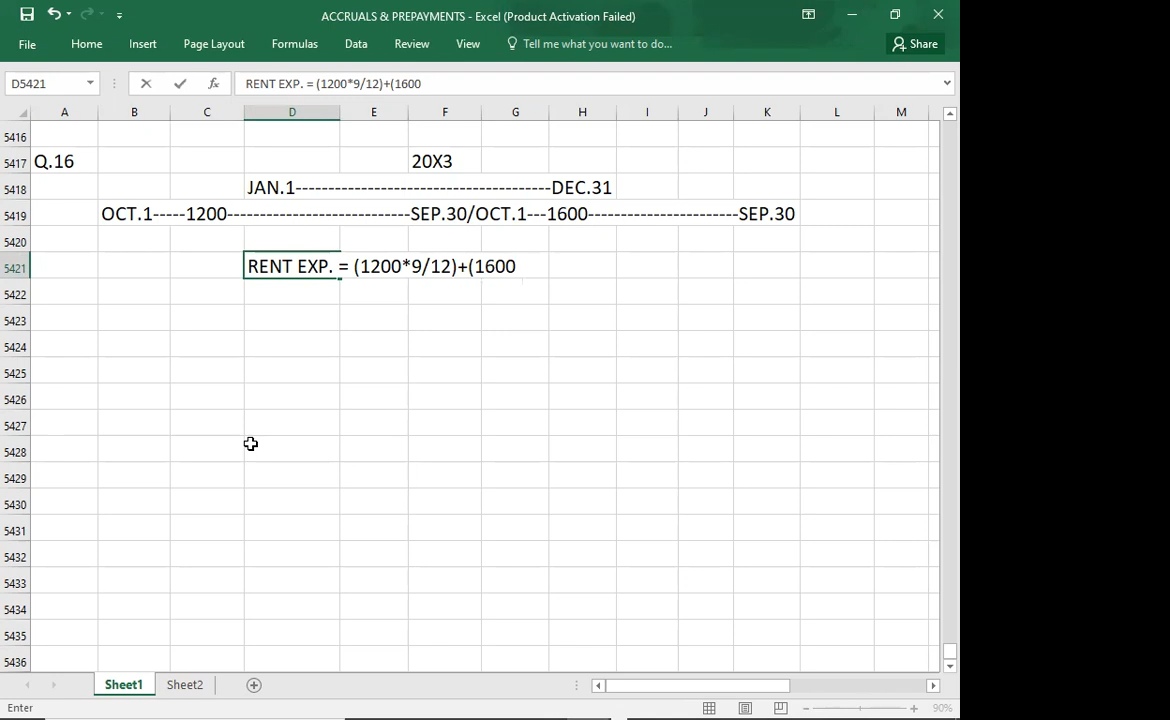 ACCRUALS & PREPAYMENTS - Excel (Product Activation Failed)
File Home Insert Page Layout Formulas Data Review View Tell me what you want to do... Share
D5421 fx RENT EXP. = (1200*9/12)+(1600
A B C D E F G H I J K L M
5416
5417 Q.16 20X3
5418 JAN.1---------------------------------------DEC.31
5419 OCT.1-----1200----------------------------SEP.30/OCT.1---1600-----------------------SEP.30
5420
5421 RENT EXP. = (1200*9/12)+(1600
5422
5423
5424
5425
5426
5427
5428
5429
5430
5431
5432
5433
5434
5435
5436
Sheet1 Sheet2
Enter 90%